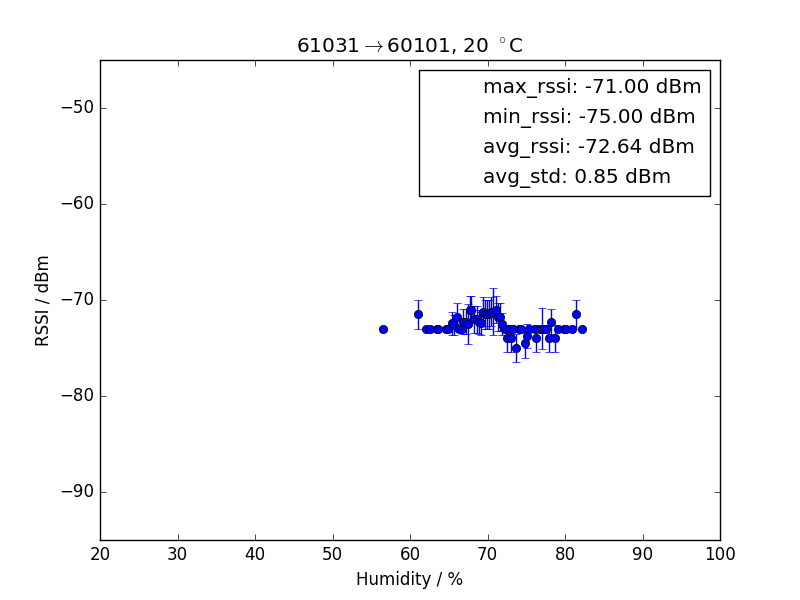 61031→60101, 20 °C
max_rssi: -71.00 dBm
min_rssi: -75.00 dBm
avg_rssi: -72.64 dBm
avg_std: 0.85 dBm
RSSI / dBm
−50
−60
−70
−80
−90
20 30 40 50 60 70 80 90 100
Humidity / %